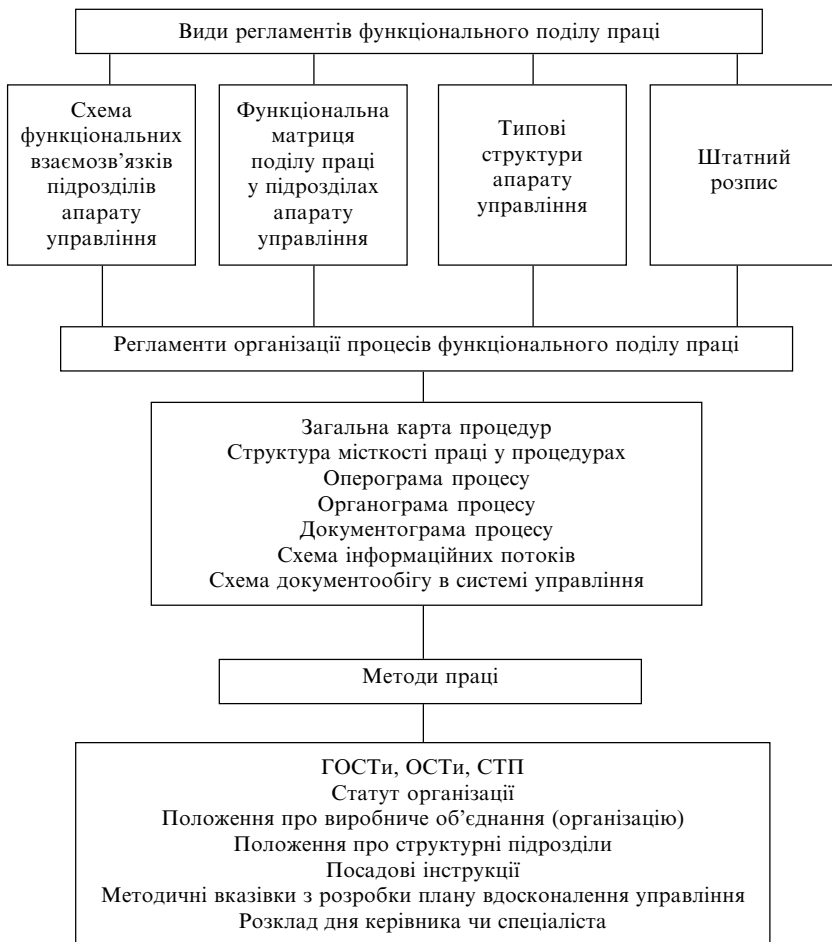 Види регламентів функціонального поділу праці
Схема
функціональних
взаємозв'язків
підрозділів
апарату
управління
Функціональна
матриця
поділу праці
у підрозділах
апарату
управління
Типові
структури
апарату
управління
Штатний
розпис
Регламенти організації процесів функціонального поділу праці
Загальна карта процедур
Структура місткості праці у процедурах
Оперограма процесу
Органограма процесу
Документограма процесу
Схема інформаційних потоків
Схема документообігу в системі управління
Методи праці
ГОСТи, ОСТи, СТП
Статут організації
Положення про виробниче об'єднання (організацію)
Положення про структурні підрозділи
Посадові інструкції
Методичні вказівки з розробки плану вдосконалення управління
Розклад дня керівника чи спеціаліста